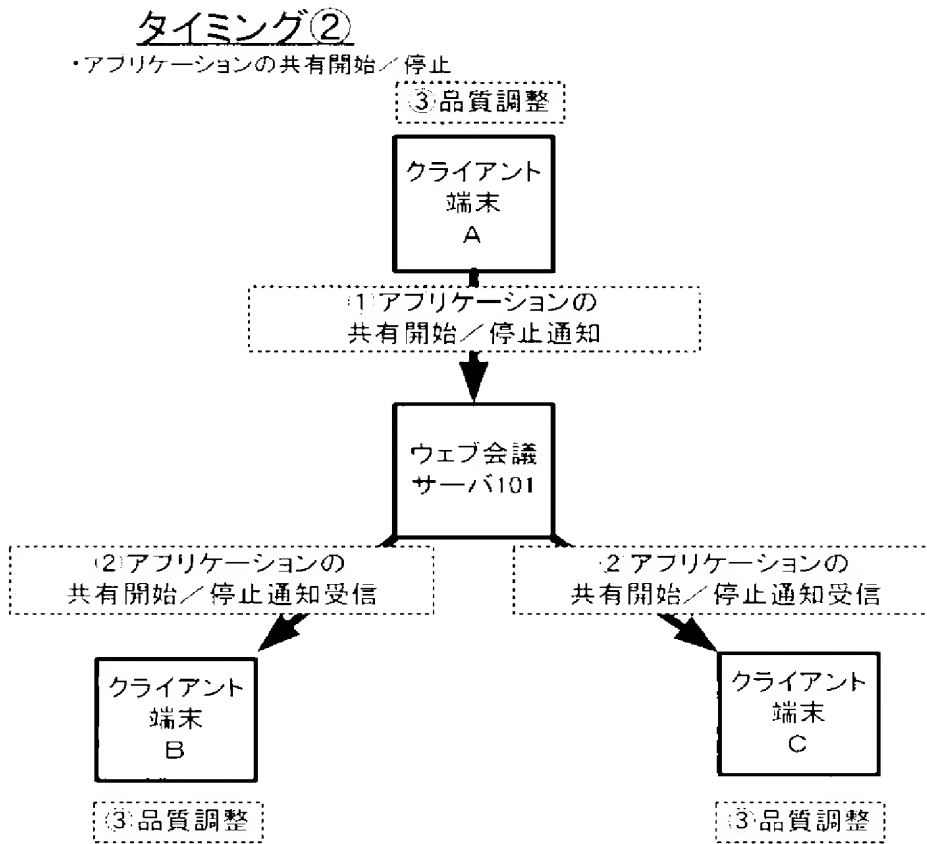 タイミング②
・アプリケーションの共有開始／停止
③品質調整
クライアント
端末
A
①アプリケーションの
共有開始／停止通知
ウェブ会議
サーバ101
②アプリケーションの
共有開始／停止通知受信
②アプリケーションの
共有開始／停止通知受信
クライアント
端末
B
クライアント
端末
C
③品質調整
③品質調整